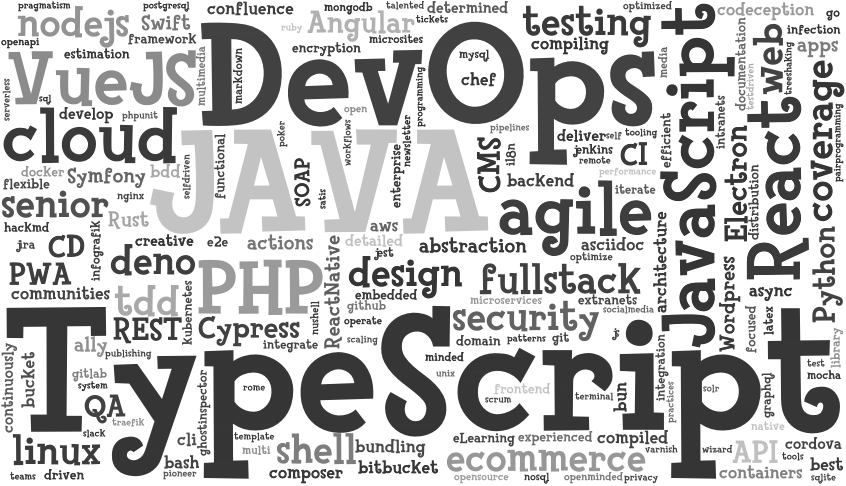 pragmatism
postgresql
confluence
mongodb
talented
determined
optimized
codeception
go
nodejs
Swift
ruby
Angular
tickets
testing
infection
openapi
framework
microsites
compiling
apps
estimation
encryption
DevOps
mysql
chef
media
documentation
testdriven
web
treeshaking
VueJS
multimedia
markdown
programming
JavaScript
React
serverless
sql
develop
phpunit
open
newsletter
pipelines
deliver
self
tooling
intranets
coverage
pairprogramming
cloud
poker
workflows
JAVA
CMS
i18n
jenkins
remote
CI
efficient
docker
Symfony
bdd
selfdriven
functional
SOAP
satis
enterprise
backend
performance
iterate
Electron
distribution
flexible
nginx
senior
Rust
agile
Python
hackmd
aws
jra
CD
infografik
creative
e2e
actions
detailed
jest
abstraction
asciidoc
optimize
architecture
PWA
deno
PHP
ReactNative
design
fullstack
Wordpress
async
communities
tdd
kubernetes
nushell
embedded
github
microservices
extranets
socialmedia
focused
latex
REST
Cypress
operate
security
js
library
integrate
scaling
domain
patterns
git
integration
continuously
ally
publishing
TypeScript
minded
unix
test
mocha
bucket
gitlab
system
ghostinspector
rome
frontend
scrum
terminal
bun
practices
solr
graphql
QA
traefik
native
slack
cli
template
eLearning
experienced
compiled
wizard
API
cordova
linux
multi
shell
bundling
varnish
tools
bash
ecommerce
best
teams
driven
pioneer
composer
bitbucket
opensource
nosql
openminded
privacy
containers
sqlite